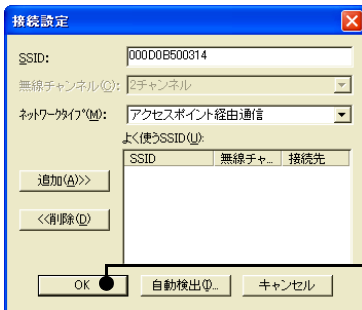 接続設定
SSID: 000D0B500314
無線チャンネル(C): 2チャンネル
ネットワークタイプ(M): アクセスポイント経由通信
よく使うSSID(U):
SSID 無線チャ... 接続先
追加(A)>>
<<削除(D)
OK 自動検出(I)... キャンセル